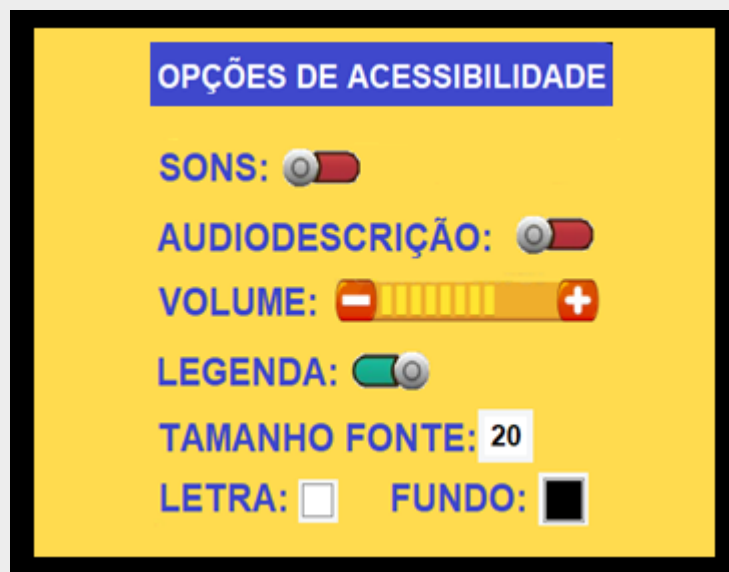 OPÇÕES DE ACESSIBILIDADE
SONS:
AUDIODESCRIÇÃO:
VOLUME:
LEGENDA:
TAMANHO FONTE: 20
LETRA: FUNDO: